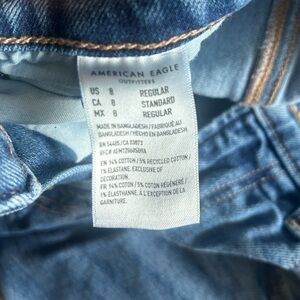 AMERICAN EAGLE
OUTFITTERS
US 8 REGULAR
CA 8 STANDARD
MX 8 REGULAR
MADE IN BANGLADESH / FABRIQUÉ AU
BANGLADESH / HECHO EN BANGLADESH
RN 54485 / CA 03873
RFC#
EN 94% COTTON / 5% RECYCLED COTTON /
1% ELASTANE, EXCLUSIVE OF
DECORATION.
FR 94% COTON / 5% COTON RÉGÉNÉRÉ /
1% ÉLASTHANNE, À L'EXCEPTION DE LA
GARNITURE.